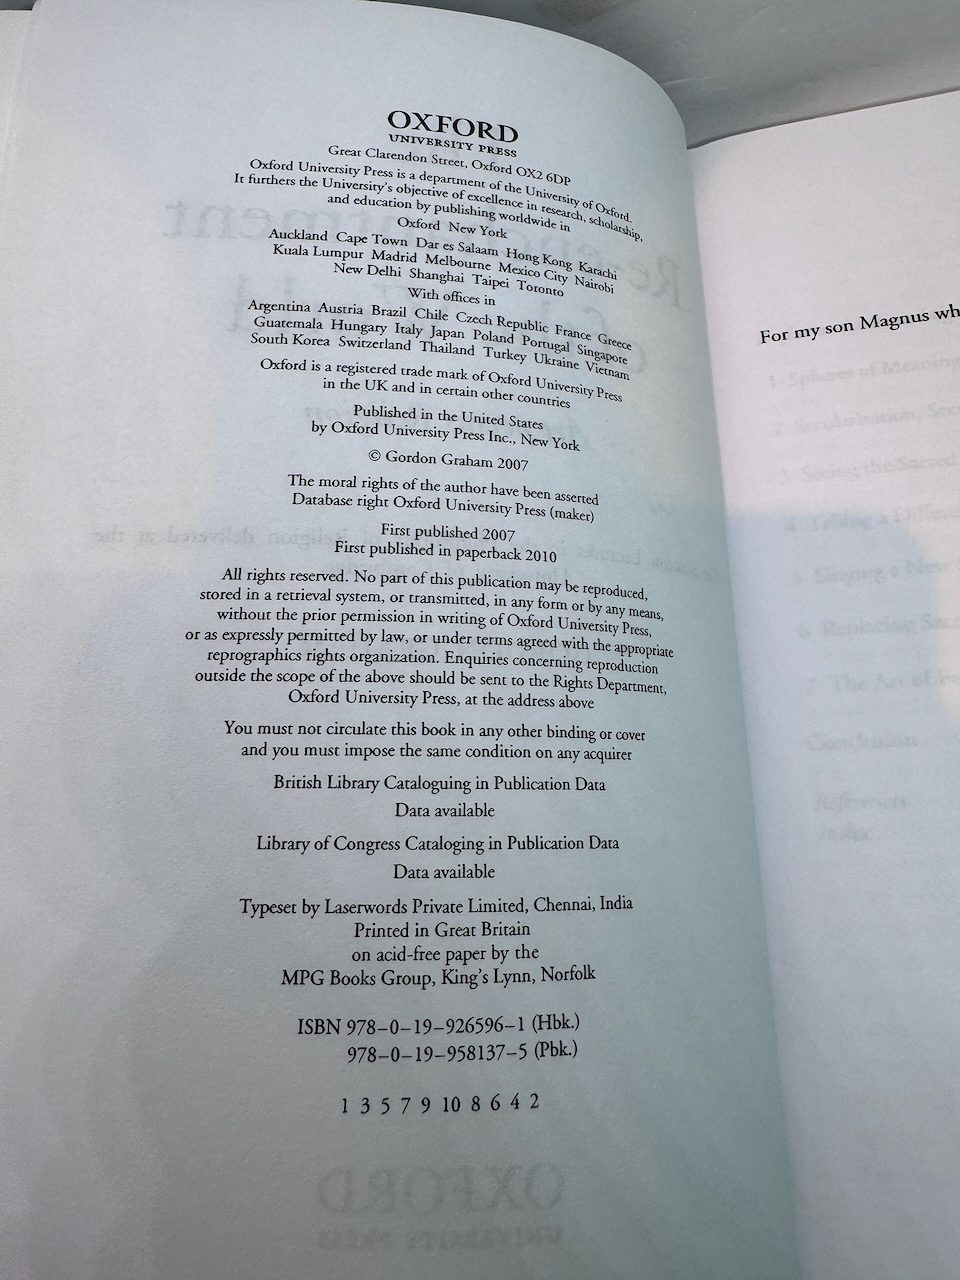 OXFORD
UNIVERSITY PRESS
Great Clarendon Street, Oxford OX2 6DP
Oxford University Press is a department of the University of Oxford.
It furthers the University's objective of excellence in research, scholarship,
and education by publishing worldwide in
Oxford New York
Auckland Cape Town Dar es Salaam Hong Kong Karachi
Kuala Lumpur Madrid Melbourne Mexico City Nairobi
New Delhi Shanghai Taipei Toronto
With offices in
Argentina Austria Brazil Chile Czech Republic France Greece
Guatemala Hungary Italy Japan Poland Portugal Singapore
South Korea Switzerland Thailand Turkey Ukraine Vietnam
Oxford is a registered trade mark of Oxford University Press
in the UK and in certain other countries
Published in the United States
by Oxford University Press Inc., New York
© Gordon Graham 2007
The moral rights of the author have been asserted
Database right Oxford University Press (maker)
First published 2007
First published in paperback 2010
All rights reserved. No part of this publication may be reproduced,
stored in a retrieval system, or transmitted, in any form or by any means,
without the prior permission in writing of Oxford University Press,
or as expressly permitted by law, or under terms agreed with the appropriate
reprographics rights organization. Enquiries concerning reproduction
outside the scope of the above should be sent to the Rights Department,
Oxford University Press, at the address above
You must not circulate this book in any other binding or cover
and you must impose the same condition on any acquirer
British Library Cataloguing in Publication Data
Data available
Library of Congress Cataloging in Publication Data
Data available
Typeset by Laserwords Private Limited, Chennai, India
Printed in Great Britain
on acid-free paper by the
MPG Books Group, King's Lynn, Norfolk
ISBN 978–0–19–926596–1 (Hbk.)
978–0–19–958137–5 (Pbk.)
1 3 5 7 9 10 8 6 4 2
For my son Magnus wh